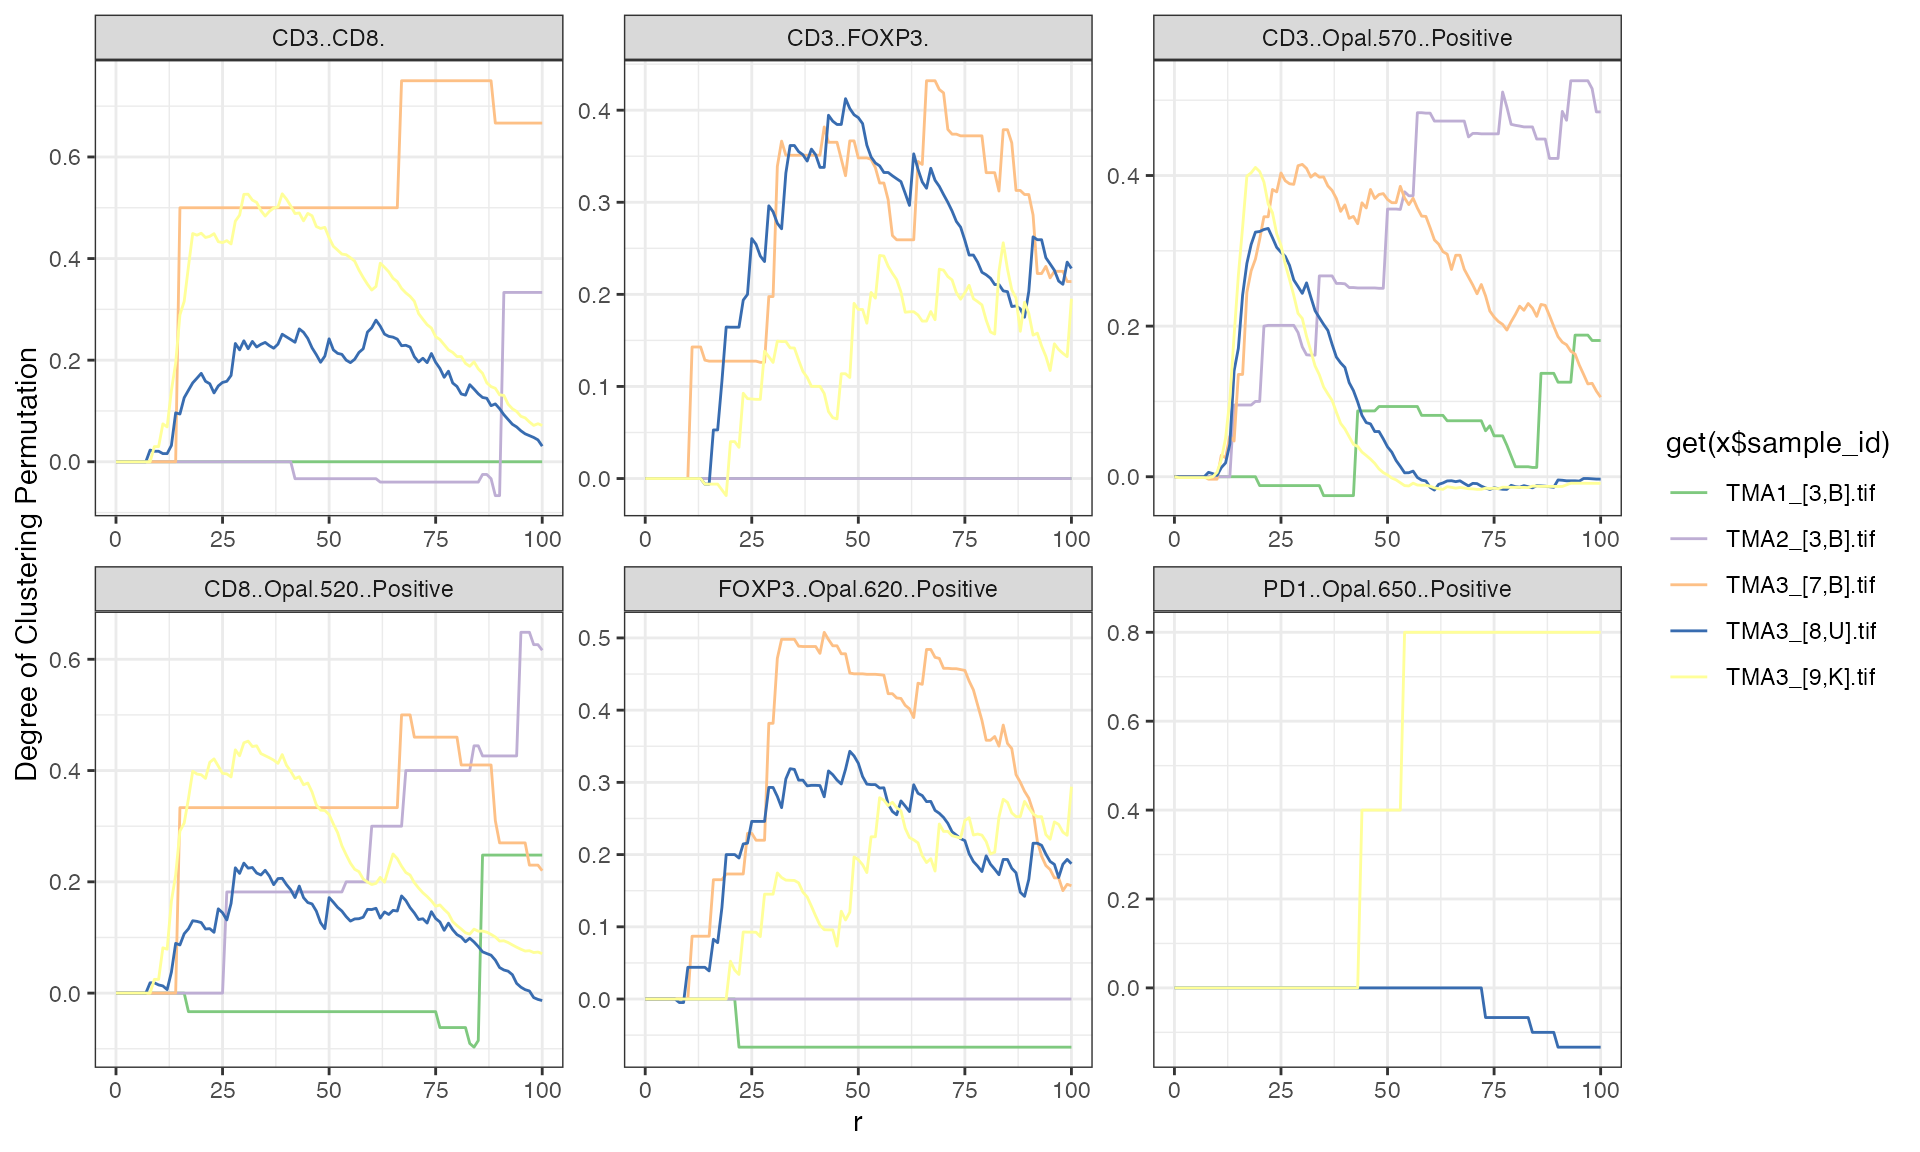 CD3..CD8. CD3..FOXP3. CD3..Opal.570..Positive
0.6 0.4 0.2 0.0
0.4 0.3 0.2 0.1 0.0
0.4 0.2 0.0
0 25 50 75 100 0 25 50 75 100 0 25 50 75 100
CD8..Opal.520..Positive FOXP3..Opal.620..Positive PD1..Opal.650..Positive
0.6 0.4 0.2 0.0
0.5 0.4 0.3 0.2 0.1 0.0
0.8 0.6 0.4 0.2 0.0
0 25 50 75 100 0 25 50 75 100 0 25 50 75 100
r
Degree of Clustering Permutation
get(x$sample_id)
TMA1_[3,B].tif
TMA2_[3,B].tif
TMA3_[7,B].tif
TMA3_[8,U].tif
TMA3_[9,K].tif